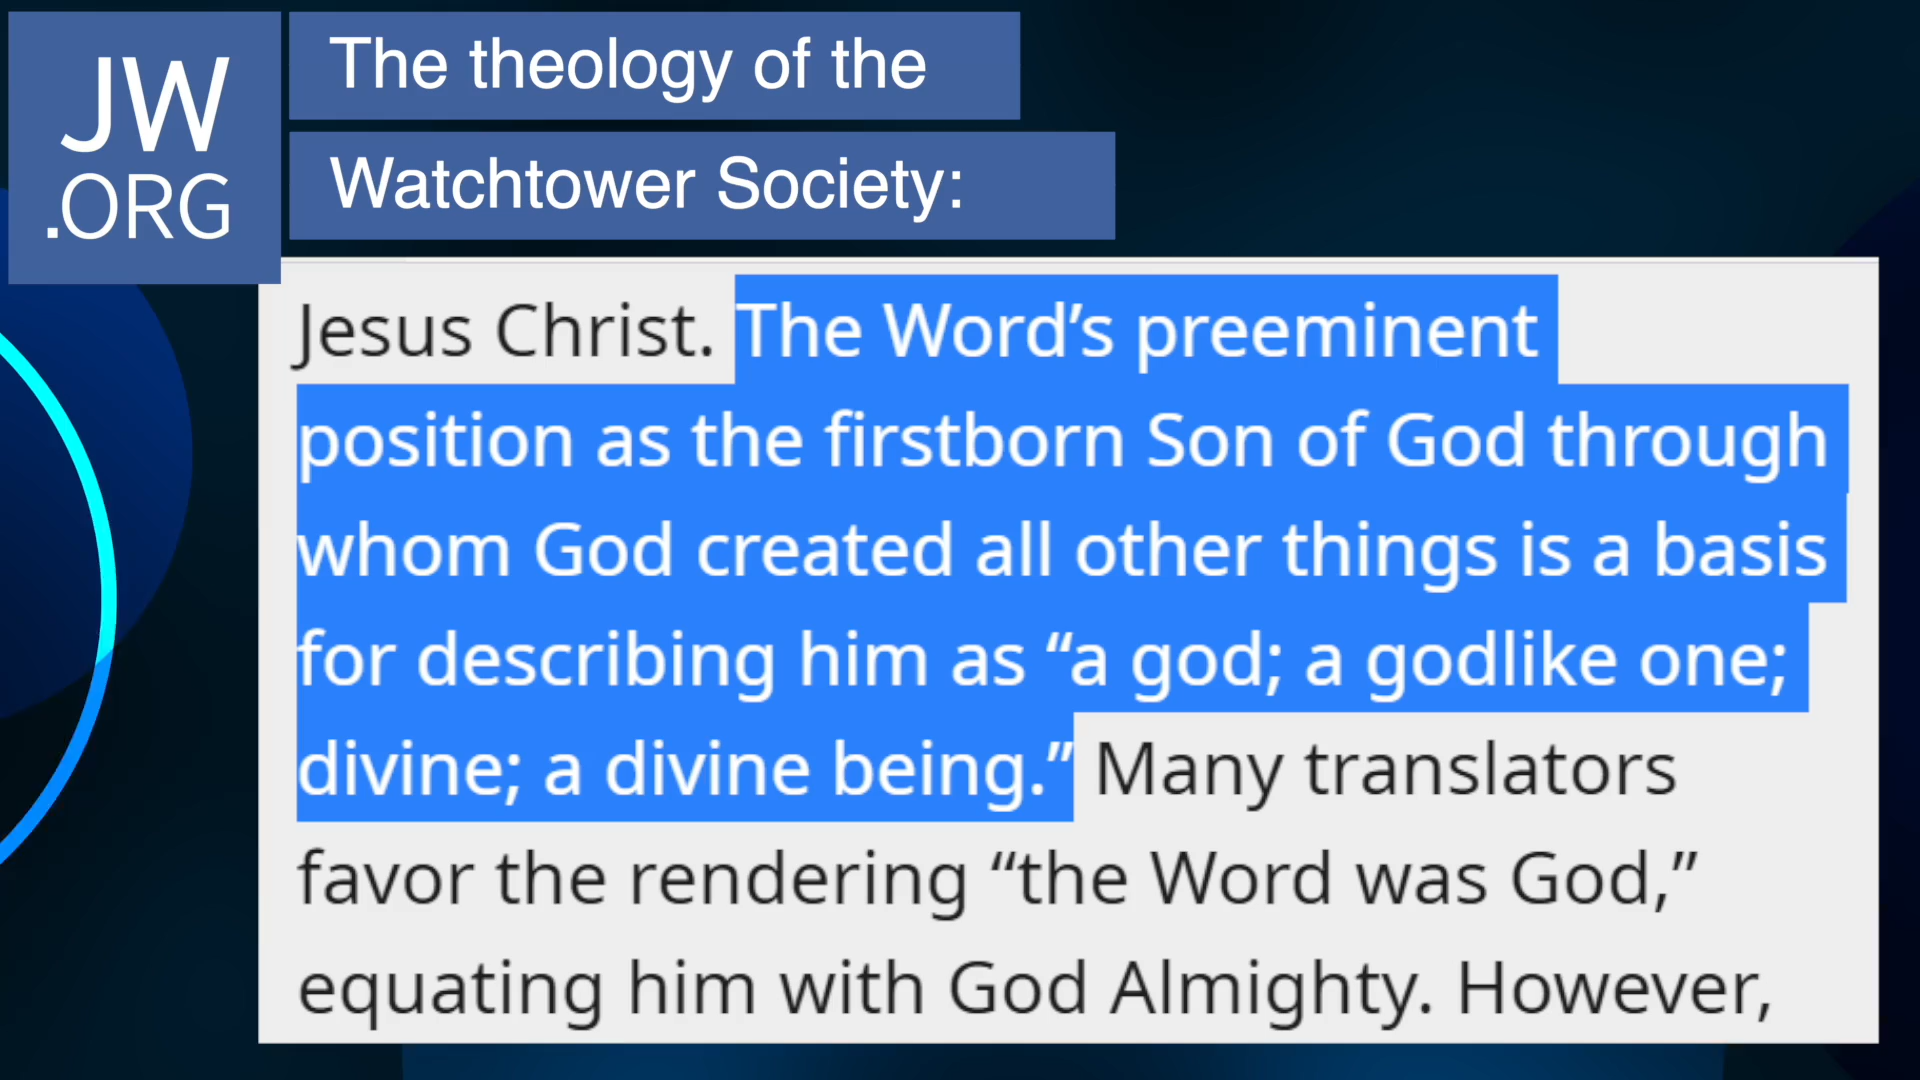 JW
.ORG
The theology of the
Watchtower Society:
Jesus Christ. The Word’s preeminent
position as the firstborn Son of God through
whom God created all other things is a basis
for describing him as “a god; a godlike one;
divine; a divine being.” Many translators
favor the rendering “the Word was God,”
equating him with God Almighty. However,